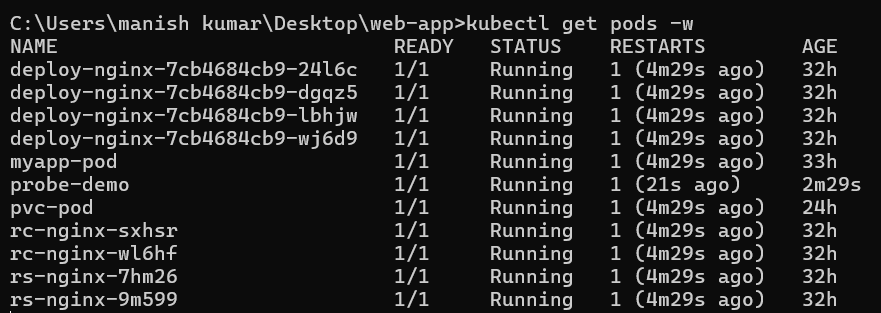 C:\Users\manish kumar\Desktop\web-app>kubectl get pods -w
NAME READY STATUS RESTARTS AGE
deploy-nginx-7cb4684cb9-24l6c 1/1 Running 1 (4m29s ago) 32h
deploy-nginx-7cb4684cb9-dgqz5 1/1 Running 1 (4m29s ago) 32h
deploy-nginx-7cb4684cb9-lbhjw 1/1 Running 1 (4m29s ago) 32h
deploy-nginx-7cb4684cb9-wj6d9 1/1 Running 1 (4m29s ago) 32h
myapp-pod 1/1 Running 1 (4m29s ago) 33h
probe-demo 1/1 Running 1 (21s ago) 2m29s
pvc-pod 1/1 Running 1 (4m29s ago) 24h
rc-nginx-sxhsr 1/1 Running 1 (4m29s ago) 32h
rc-nginx-wl6hf 1/1 Running 1 (4m29s ago) 32h
rs-nginx-7hm26 1/1 Running 1 (4m29s ago) 32h
rs-nginx-9m599 1/1 Running 1 (4m29s ago) 32h